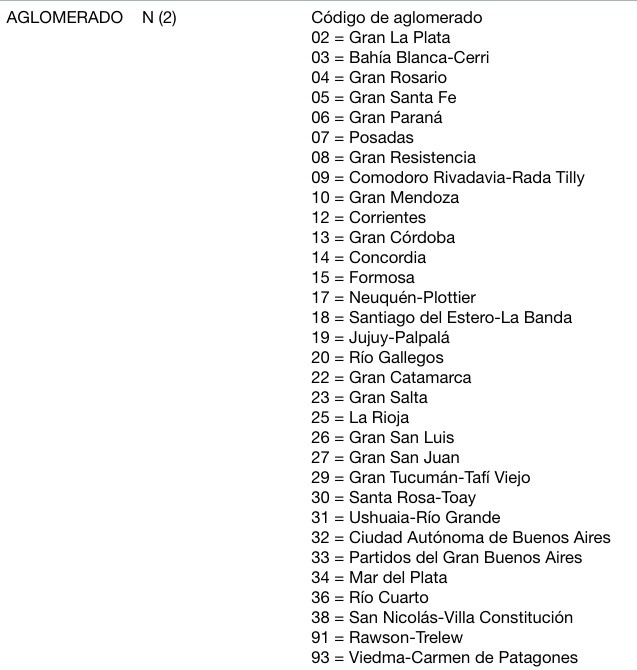 AGLOMERADO N (2) Código de aglomerado
02 = Gran La Plata
03 = Bahía Blanca-Cerri
04 = Gran Rosario
05 = Gran Santa Fe
06 = Gran Paraná
07 = Posadas
08 = Gran Resistencia
09 = Comodoro Rivadavia-Rada Tilly
10 = Gran Mendoza
12 = Corrientes
13 = Gran Córdoba
14 = Concordia
15 = Formosa
17 = Neuquén-Plottier
18 = Santiago del Estero-La Banda
19 = Jujuy-Palpalá
20 = Río Gallegos
22 = Gran Catamarca
23 = Gran Salta
25 = La Rioja
26 = Gran San Luis
27 = Gran San Juan
29 = Gran Tucumán-Tafí Viejo
30 = Santa Rosa-Toay
31 = Ushuaia-Río Grande
32 = Ciudad Autónoma de Buenos Aires
33 = Partidos del Gran Buenos Aires
34 = Mar del Plata
36 = Río Cuarto
38 = San Nicolás-Villa Constitución
91 = Rawson-Trelew
93 = Viedma-Carmen de Patagones